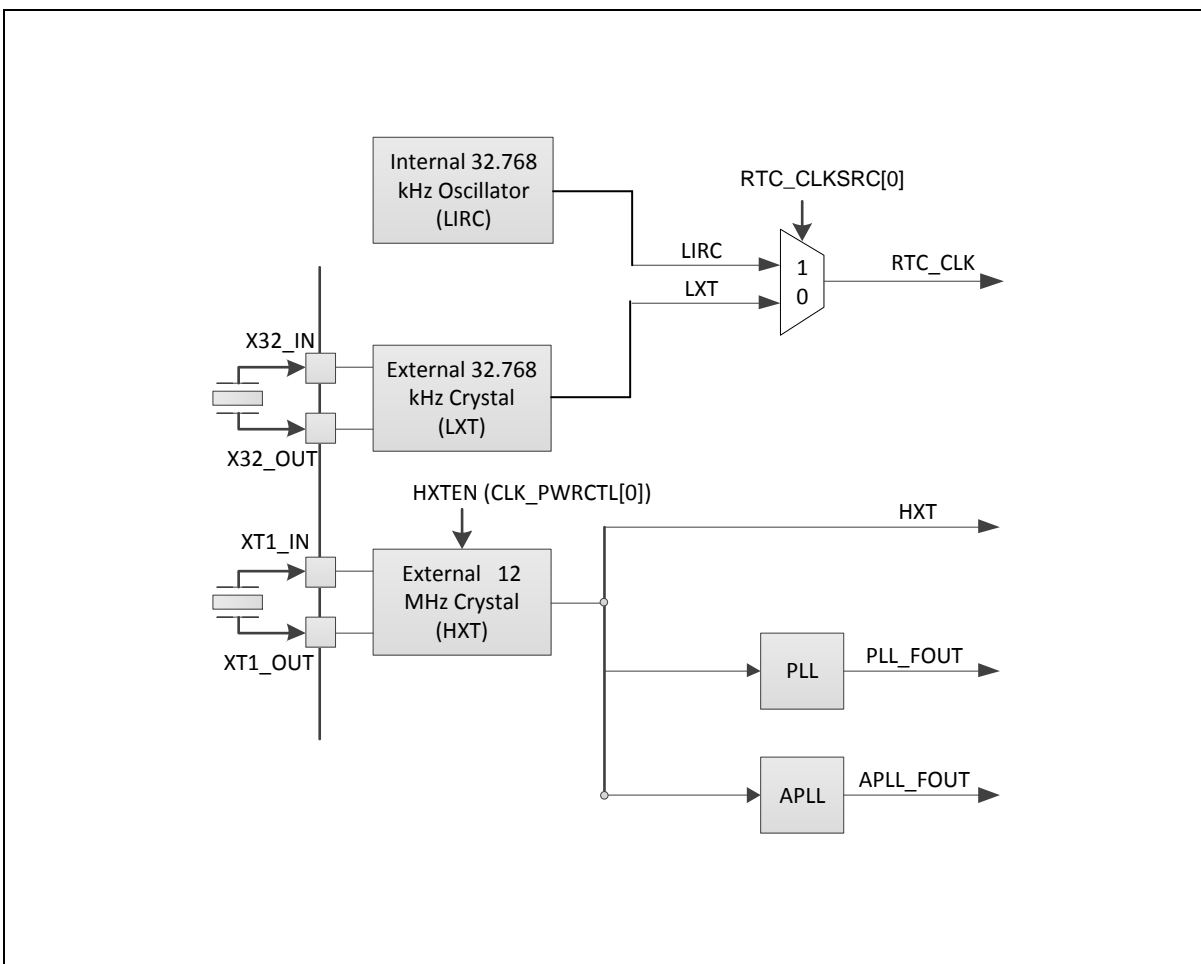 Internal 32.768
kHz Oscillator
(LIRC)
RTC_CLKSRC[0]
LIRC
1
RTC_CLK
LXT
0
X32_IN
External 32.768
kHz Crystal
(LXT)
X32_OUT
HXTEN (CLK_PWRCTL[0])
HXT
XT1_IN
External 12
MHz Crystal
(HXT)
XT1_OUT
PLL
PLL_FOUT
APLL
APLL_FOUT